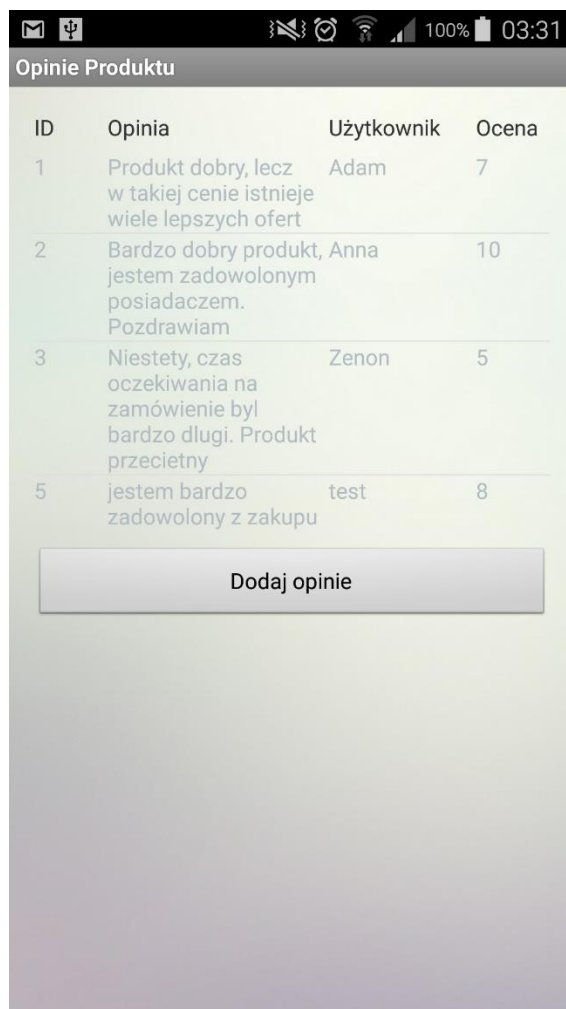 100% 03:31
Opinie Produktu
ID Opinia Użytkownik Ocena
1 Produkt dobry, lecz Adam 7
w takiej cenie istnieje
wiele lepszych ofert
2 Bardzo dobry produkt, Anna 10
jestem zadowolonym
posiadaczem.
Pozdrawiam
3 Niestety, czas Zenon 5
oczekiwania na
zamówienie byl
bardzo dlugi. Produkt
przecietny
5 jestem bardzo test 8
zadowolony z zakupu
Dodaj opinie